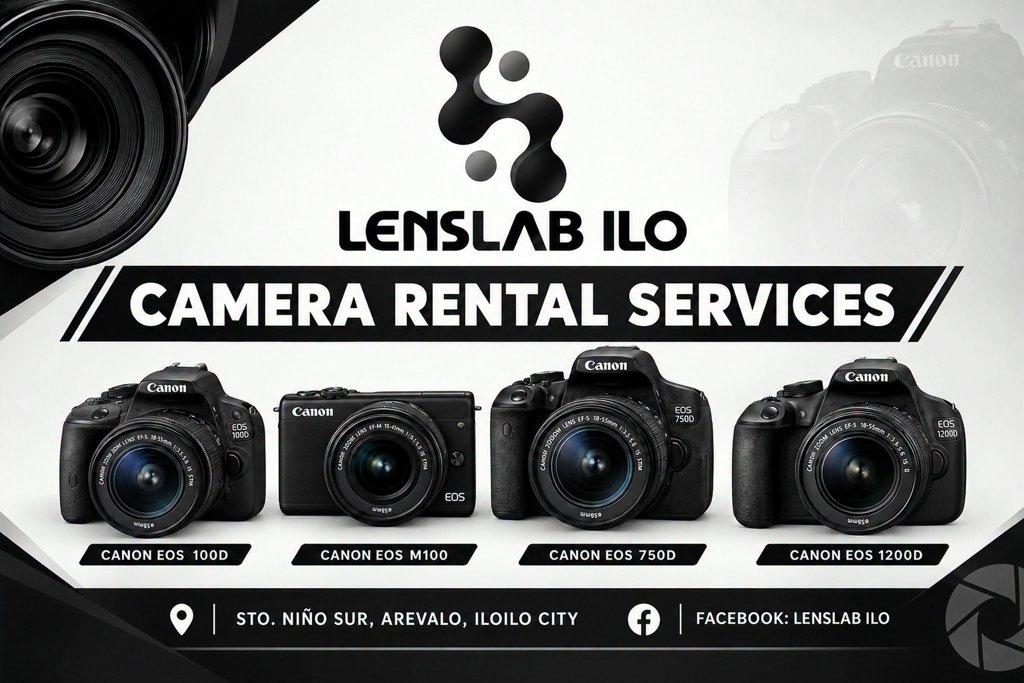 Canon
LENSLAB ILO
CAMERA RENTAL SERVICES
Canon
EOS
100D
Canon
EOS
Canon
EOS
750D
Canon
EOS
1200D
CANON EOS 100D
CANON EOS M100
CANON EOS 750D
CANON EOS 1200D
STO. NIÑO SUR, AREVALO, ILOILO CITY
FACEBOOK: LENSLAB ILO